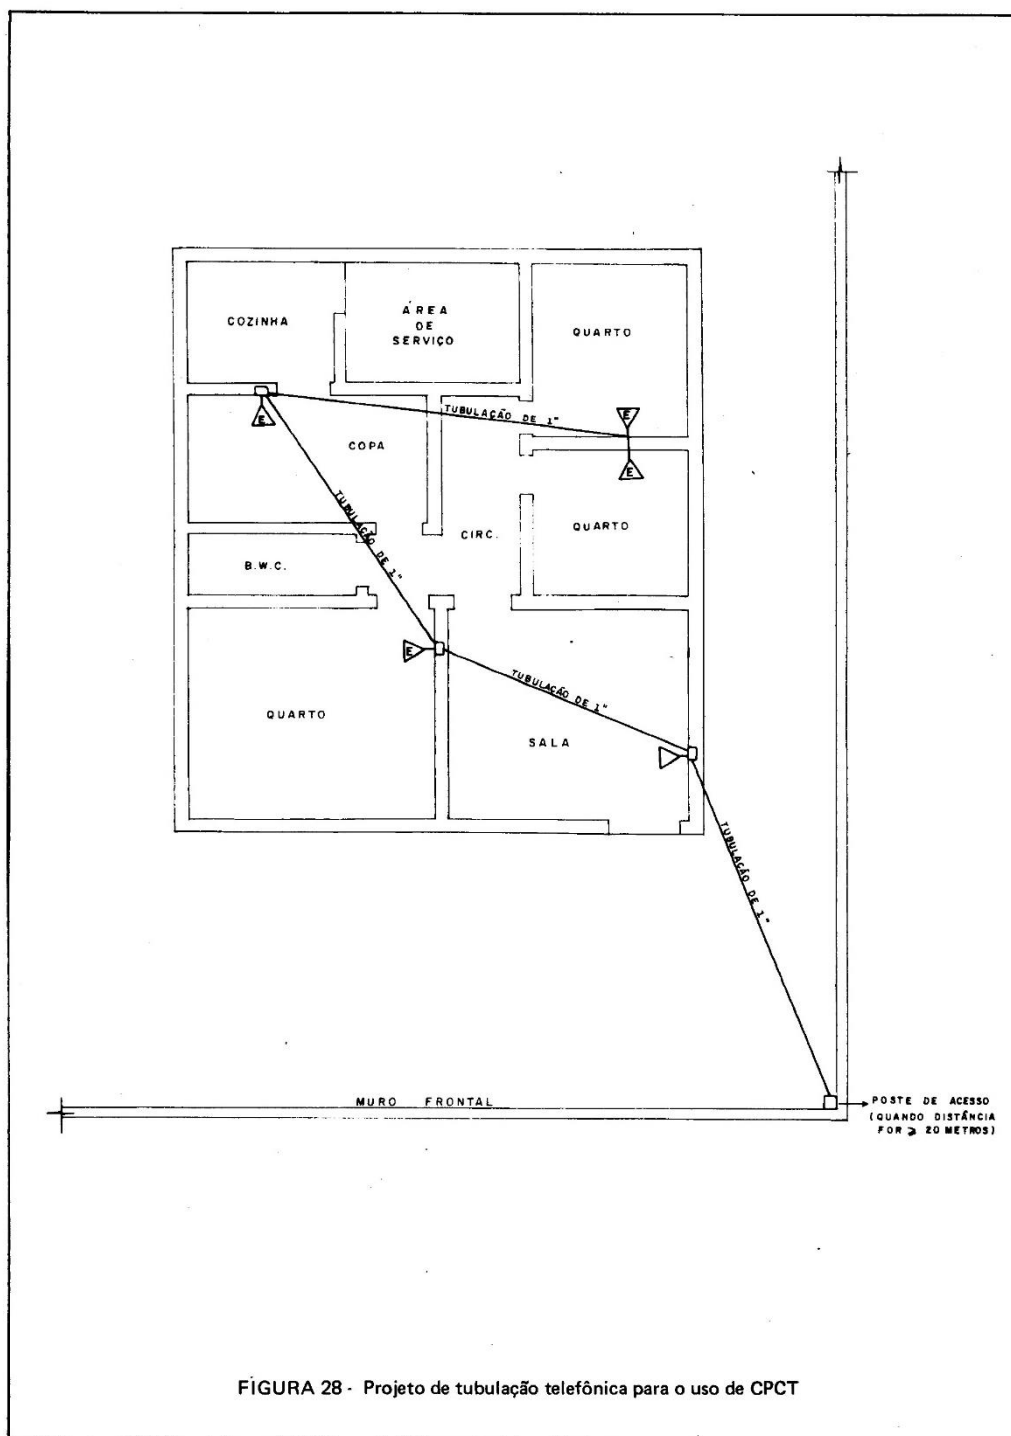 COZINHA
ÁREA
DE
SERVIÇO
QUARTO
E
TUBULAÇÃO DE 1"
E
COPA
E
TUBULAÇÃO DE 1"
CIRC.
QUARTO
B.W.C.
E
TUBULAÇÃO DE 1"
QUARTO
SALA
TUBULAÇÃO DE 1"
MURO FRONTAL
POSTE DE ACESSO
(QUANDO DISTÂNCIA
FOR ⩾ 20 METROS)
FIGURA 28 - Projeto de tubulação telefônica para o uso de CPCT